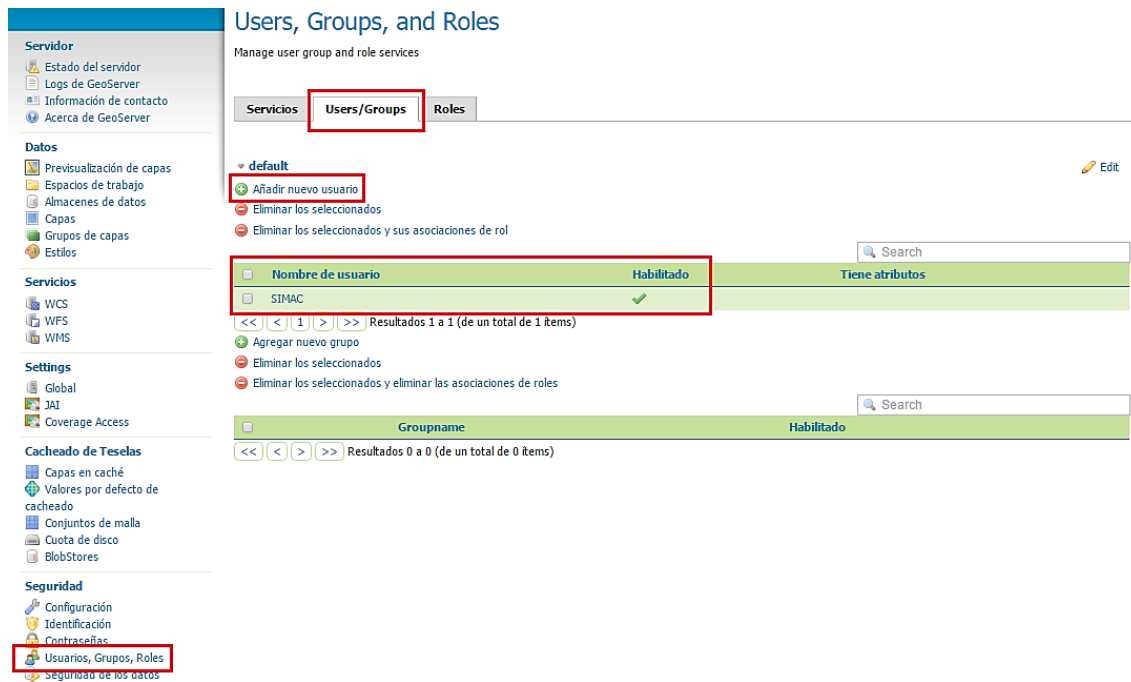 Users, Groups, and Roles
Manage user group and role services
Servidor
Estado del servidor
Logs de GeoServer
Información de contacto
Acerca de GeoServer
Datos
Previsualización de capas
Espacios de trabajo
Almacenes de datos
Capas
Grupos de capas
Estilos
Servicios
WCS
WFS
WMS
Settings
Global
JAI
Coverage Access
Cacheado de Teselas
Capas en caché
Valores por defecto de
cacheado
Conjuntos de malla
Cuota de disco
BlobStores
Seguridad
Configuración
Identificación
Contraseñas
Usuarios, Grupos, Roles
Seguridad de los datos
Servicios Users/Groups Roles
default Edit
Añadir nuevo usuario
Eliminar los seleccionados
Eliminar los seleccionados y sus asociaciones de rol
Search
Nombre de usuario Habilitado Tiene atributos
SIMAC
<< < 1 > >> Resultados 1 a 1 (de un total de 1 ítems)
Agregar nuevo grupo
Eliminar los seleccionados
Eliminar los seleccionados y eliminar las asociaciones de roles
Search
Groupname Habilitado
<< < > >> Resultados 0 a 0 (de un total de 0 ítems)